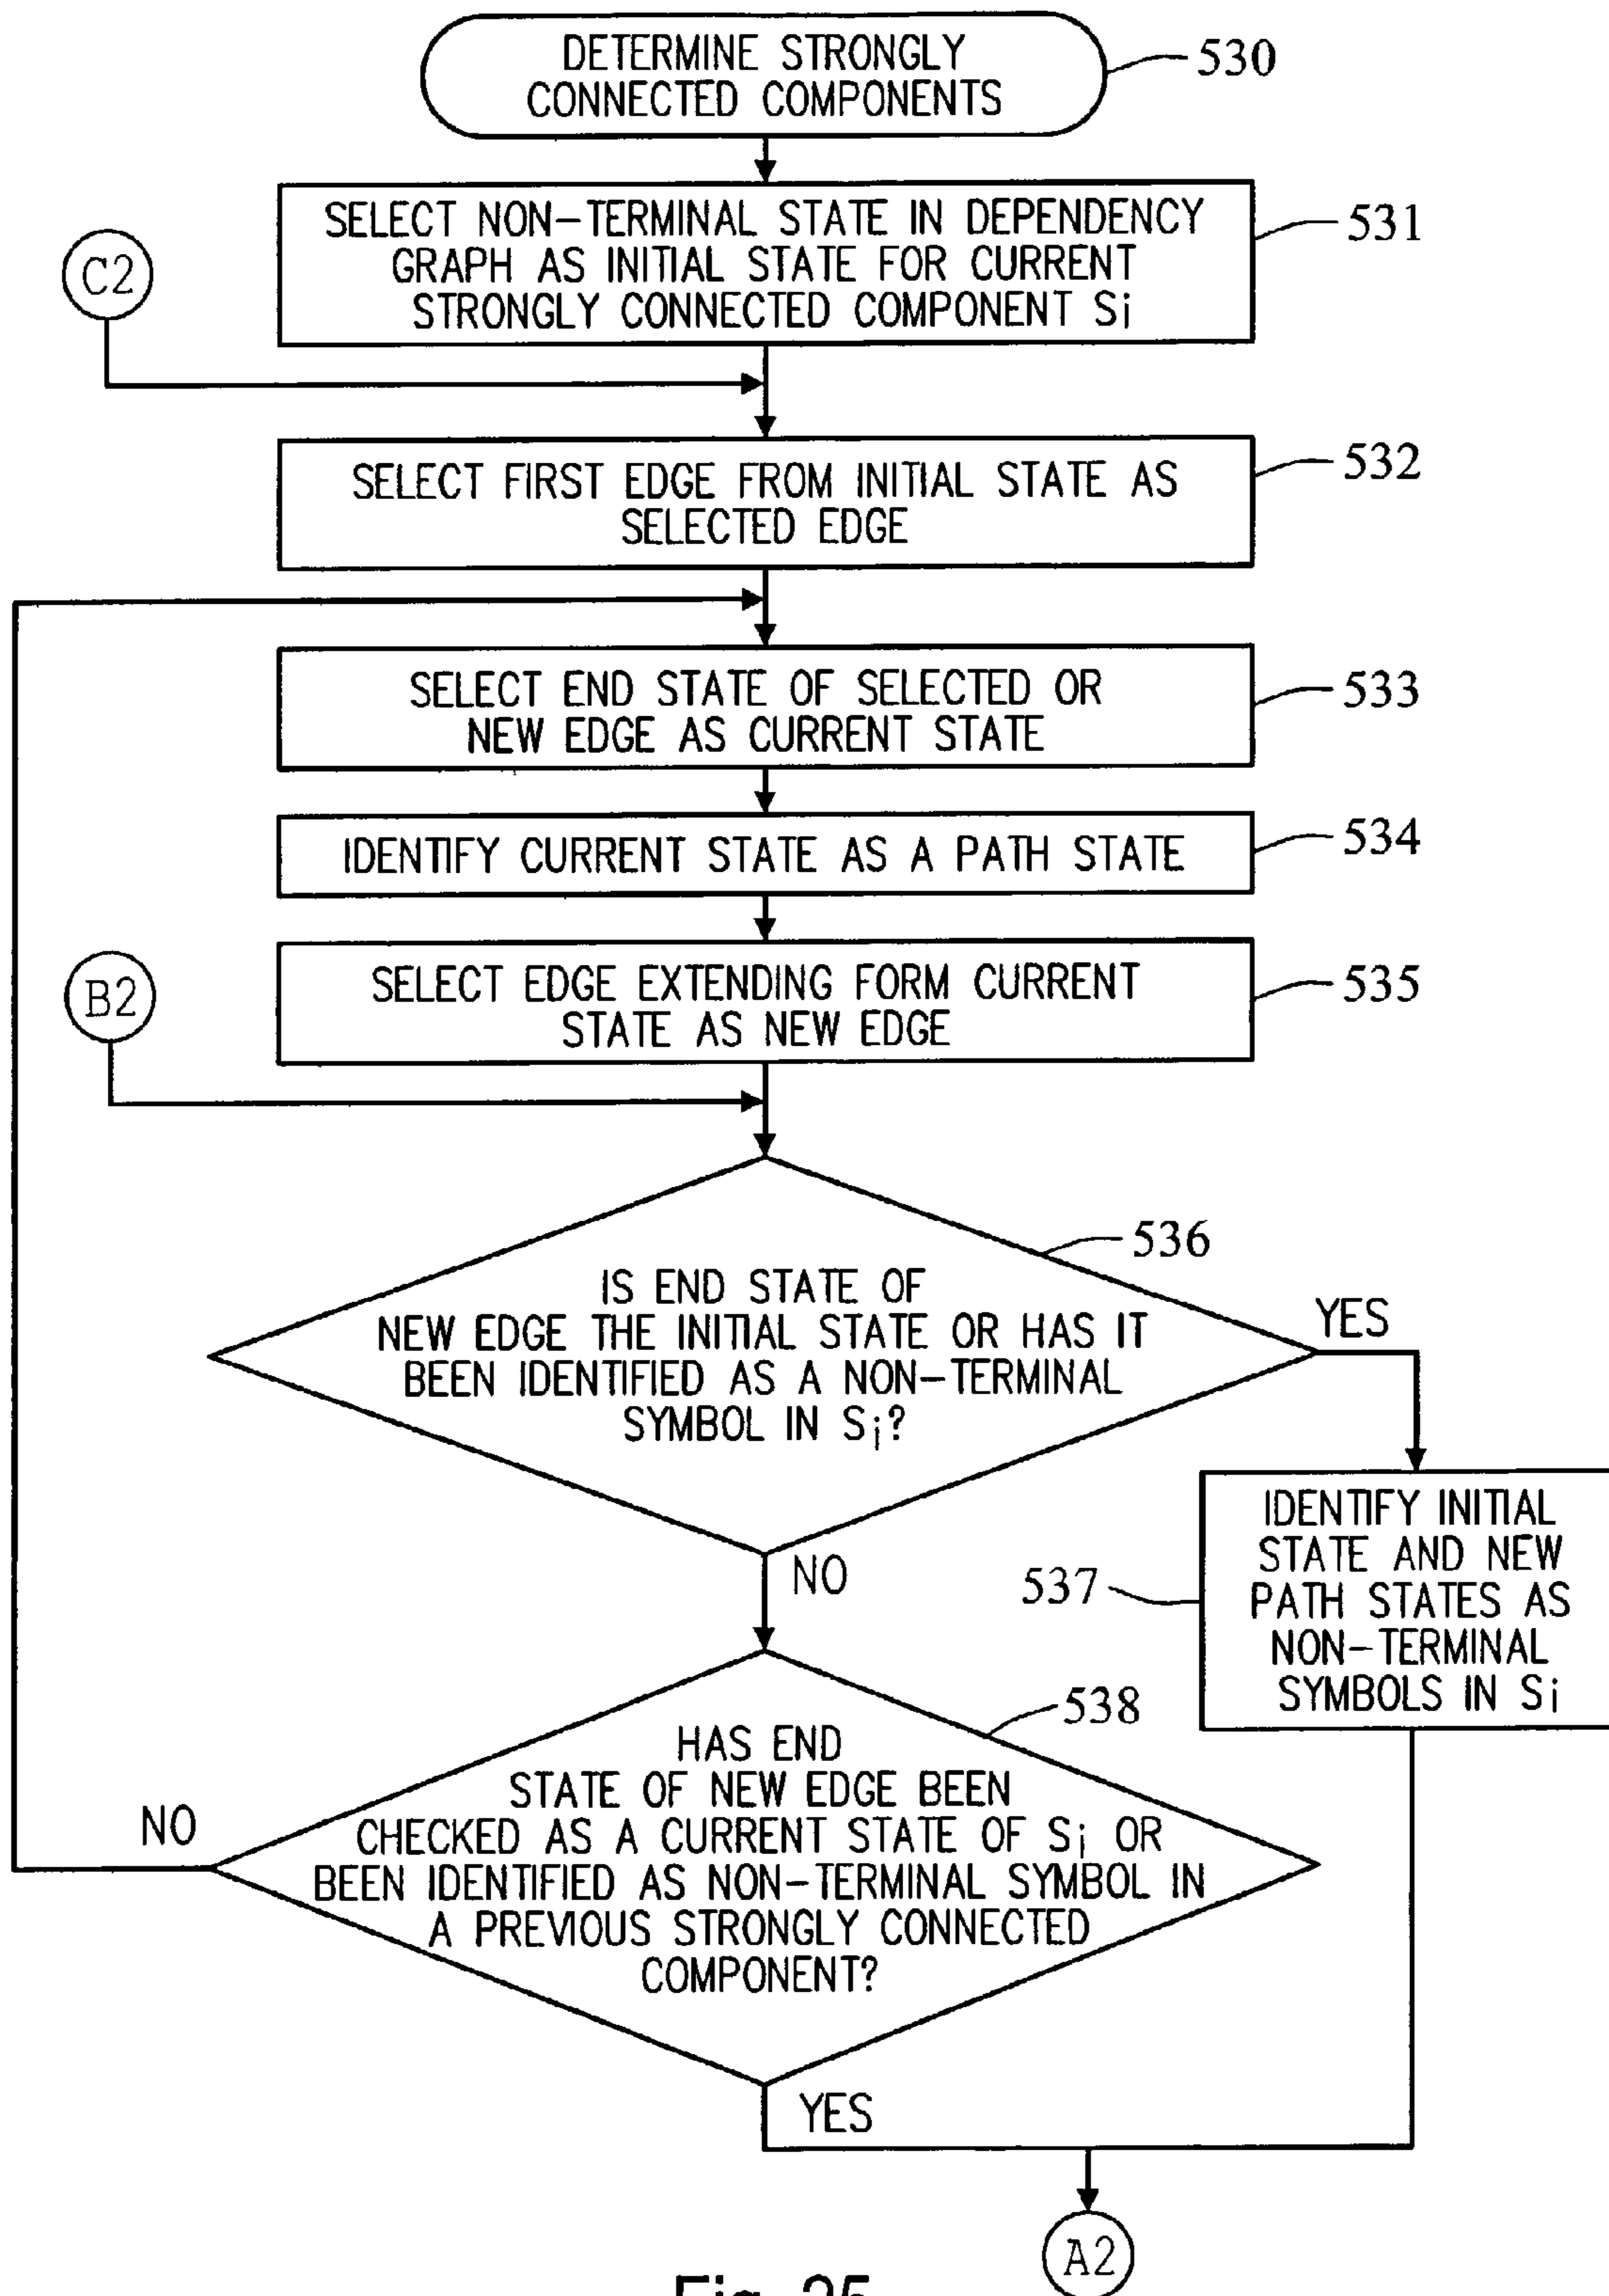 DETERMINE STRONGLY
CONNECTED COMPONENTS
530
SELECT NON-TERMINAL STATE IN DEPENDENCY
GRAPH AS INITIAL STATE FOR CURRENT
STRONGLY CONNECTED COMPONENT Si
531
C2
SELECT FIRST EDGE FROM INITIAL STATE AS
SELECTED EDGE
532
SELECT END STATE OF SELECTED OR
NEW EDGE AS CURRENT STATE
533
IDENTIFY CURRENT STATE AS A PATH STATE
534
SELECT EDGE EXTENDING FORM CURRENT
STATE AS NEW EDGE
535
B2
536
IS END STATE OF
NEW EDGE THE INITIAL STATE OR HAS IT
BEEN IDENTIFIED AS A NON-TERMINAL
SYMBOL IN Si?
YES
NO
IDENTIFY INITIAL
STATE AND NEW
PATH STATES AS
NON-TERMINAL
SYMBOLS IN Si
537
538
HAS END
STATE OF NEW EDGE BEEN
CHECKED AS A CURRENT STATE OF Si OR
BEEN IDENTIFIED AS NON-TERMINAL SYMBOL IN
A PREVIOUS STRONGLY CONNECTED
COMPONENT?
NO
YES
A2
Fig. 25